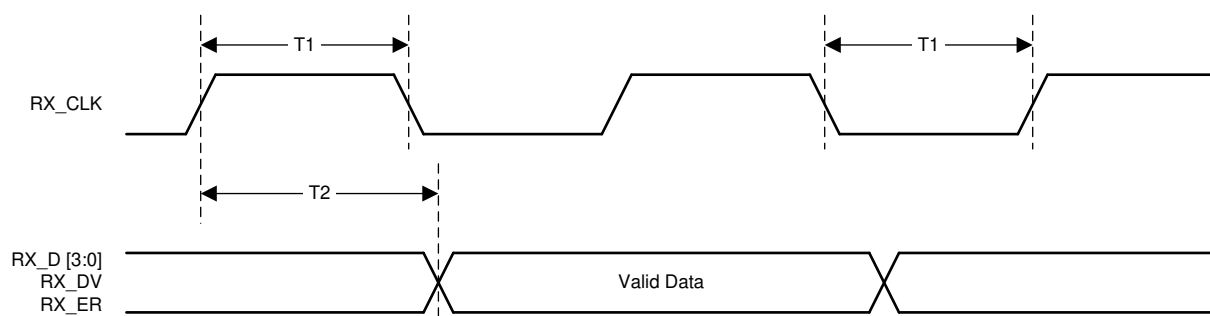 T1
T1
RX_CLK
T2
RX_D [3:0]
RX_DV
Valid Data
RX_ER